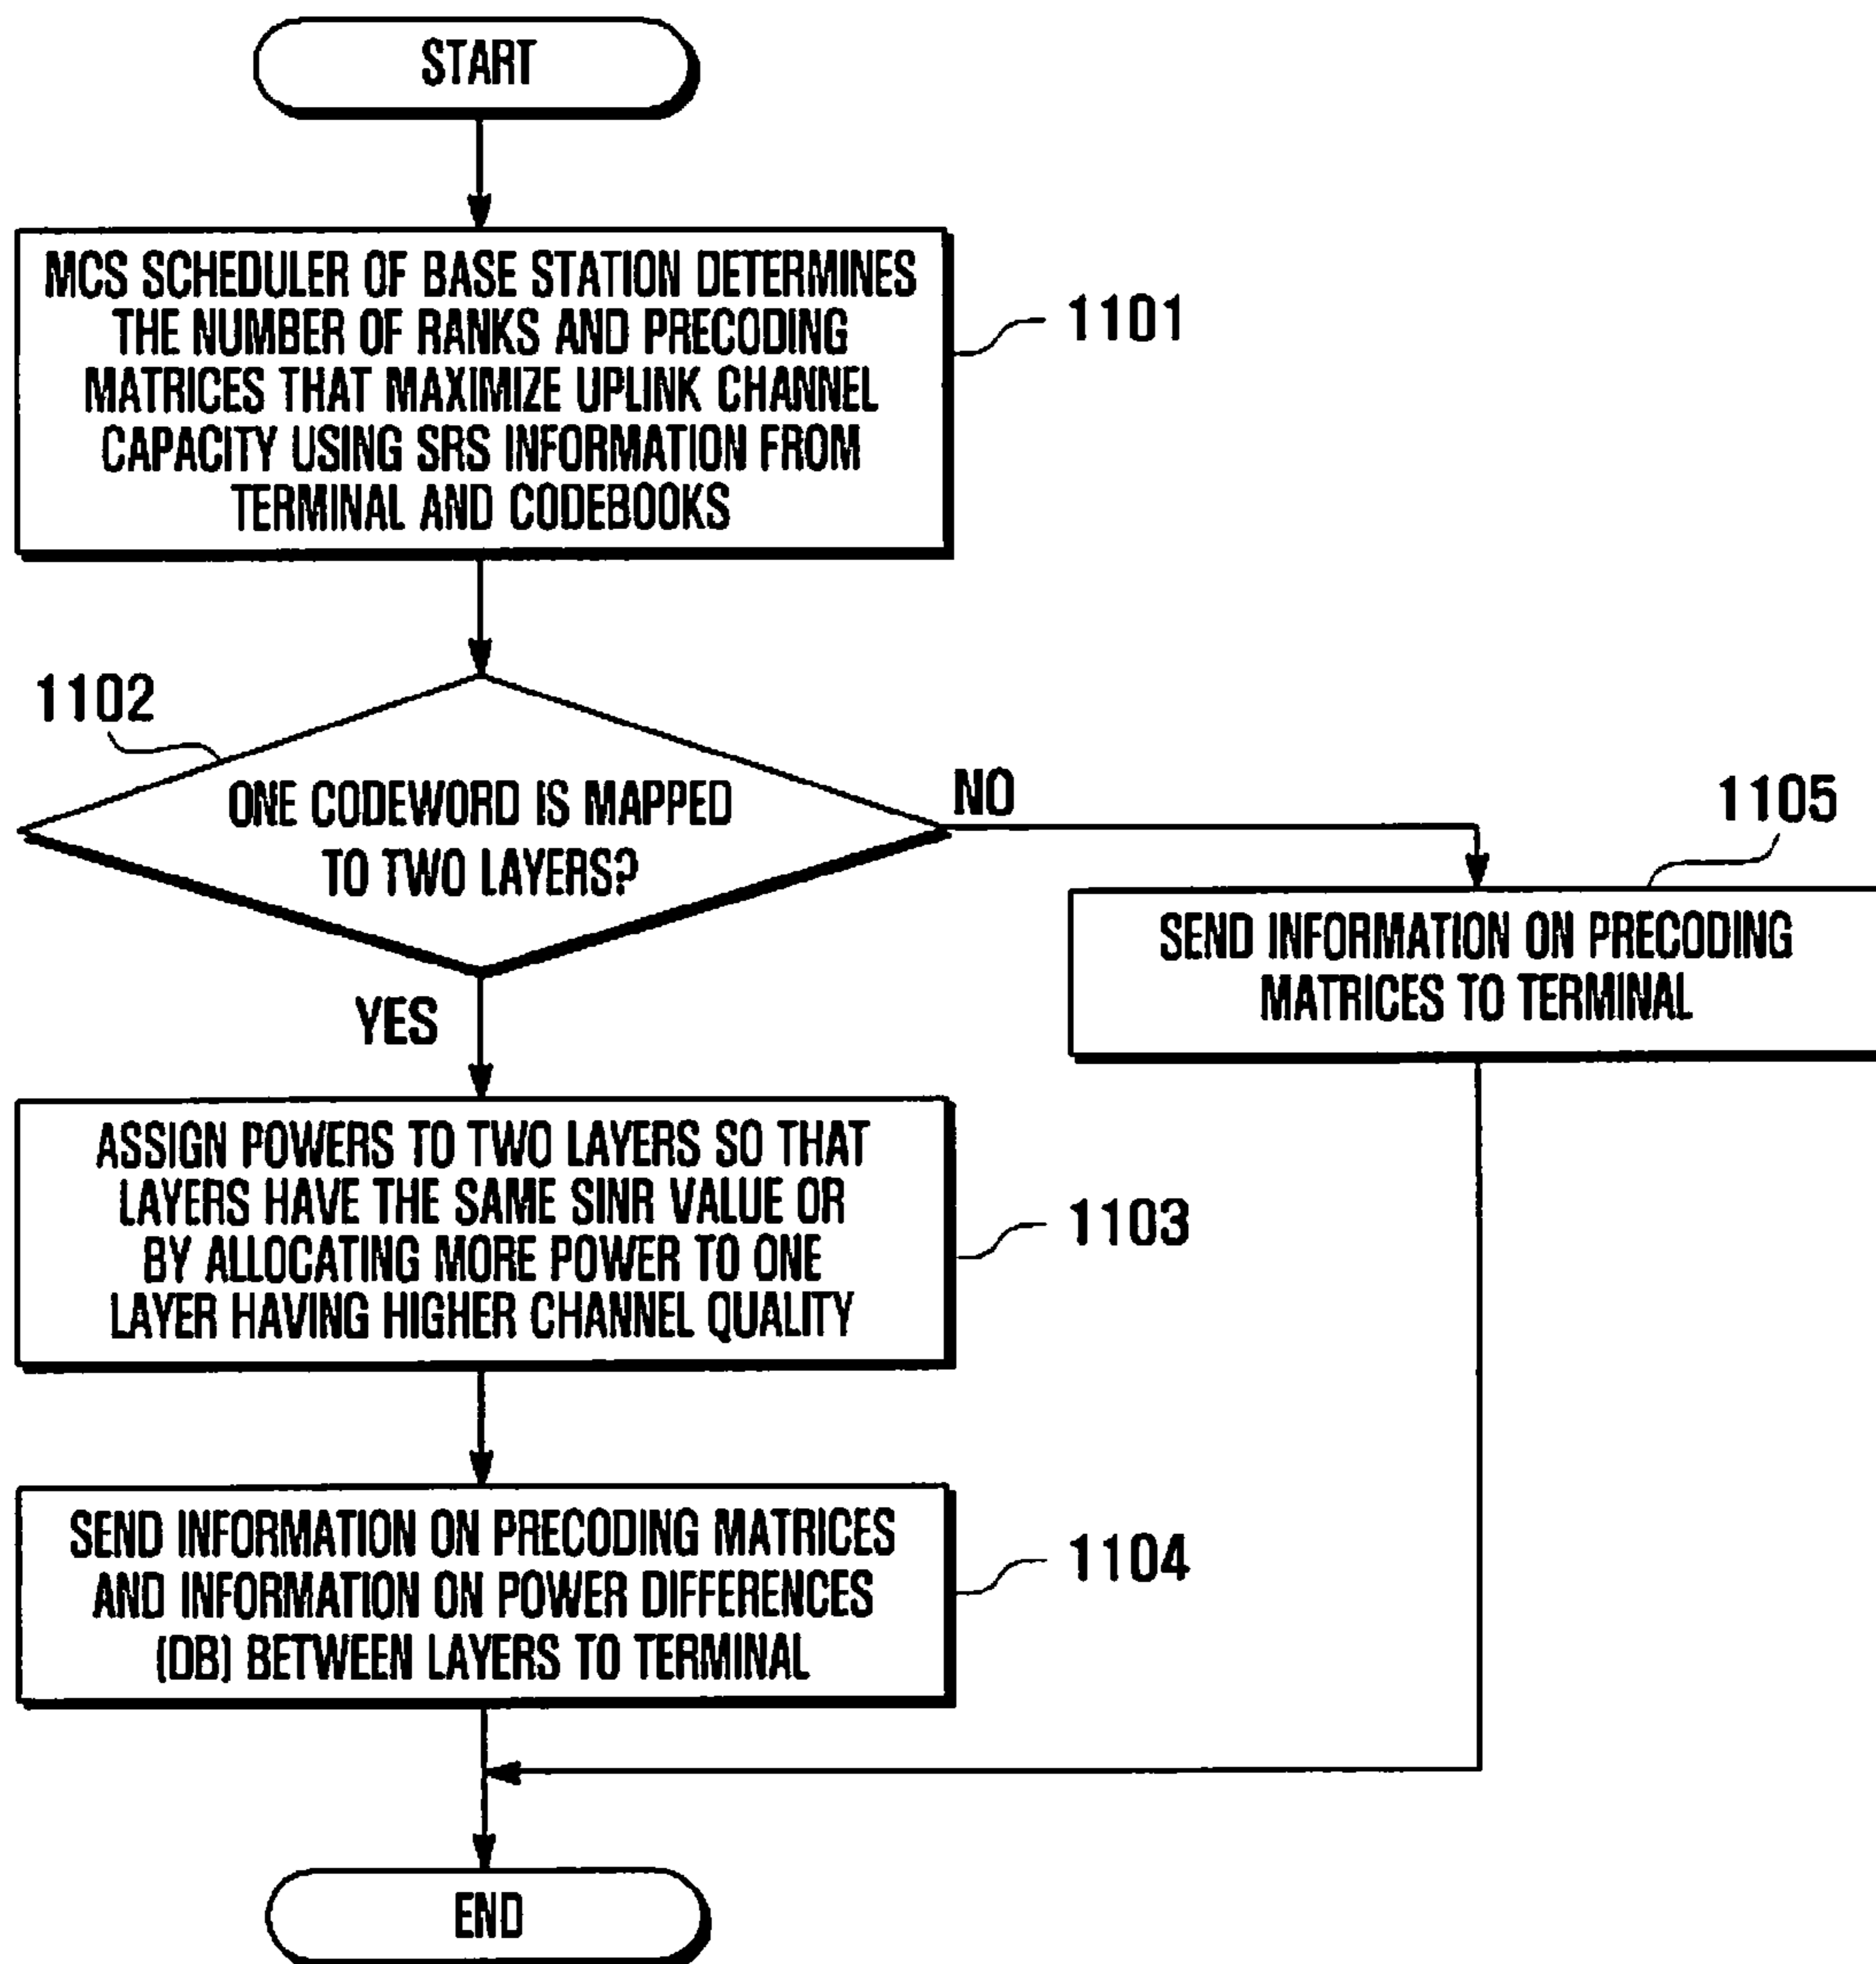 START
MCS SCHEDULER OF BASE STATION DETERMINES
THE NUMBER OF RANKS AND PRECODING
MATRICES THAT MAXIMIZE UPLINK CHANNEL
CAPACITY USING SRS INFORMATION FROM
TERMINAL AND CODEBOOKS
1101
1102
ONE CODEWORD IS MAPPED
TO TWO LAYERS?
NO
YES
1105
SEND INFORMATION ON PRECODING
MATRICES TO TERMINAL
ASSIGN POWERS TO TWO LAYERS SO THAT
LAYERS HAVE THE SAME SINR VALUE OR
BY ALLOCATING MORE POWER TO ONE
LAYER HAVING HIGHER CHANNEL QUALITY
1103
SEND INFORMATION ON PRECODING MATRICES
AND INFORMATION ON POWER DIFFERENCES
(DB) BETWEEN LAYERS TO TERMINAL
1104
END